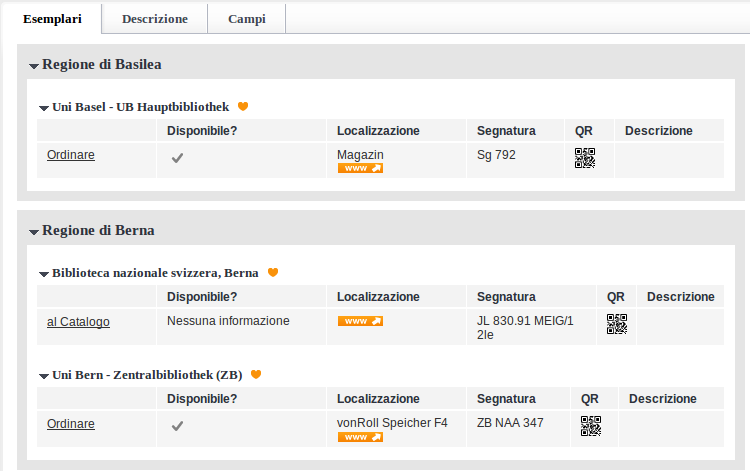 Esemplari Descrizione Campi
Regione di Basilea
Uni Basel - UB Hauptbibliothek
Disponibile? Localizzazione Segnatura QR Descrizione
Ordinare Magazin Sg 792
www
Regione di Berna
Biblioteca nazionale svizzera, Berna
Disponibile? Localizzazione Segnatura QR Descrizione
al Catalogo Nessuna informazione www JL 830.91 MEIG/1
2le
Uni Bern - Zentralbibliothek (ZB)
Disponibile? Localizzazione Segnatura QR Descrizione
Ordinare vonRoll Speicher F4 ZB NAA 347
www